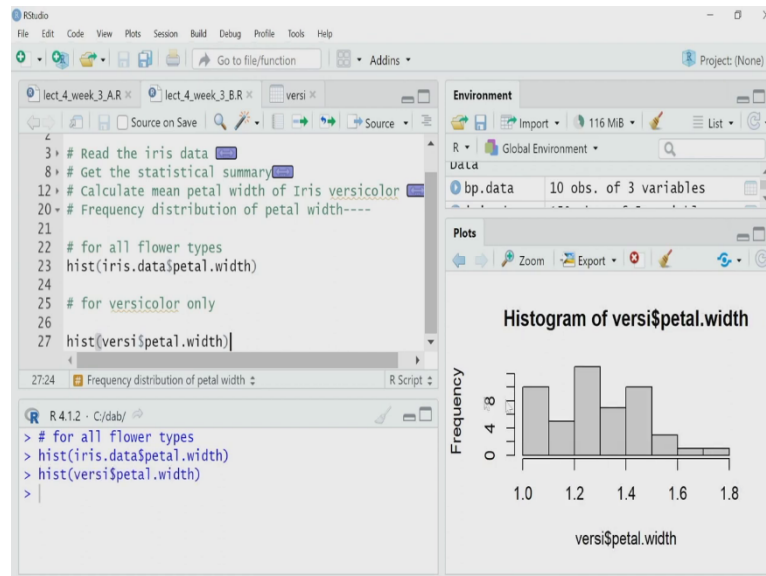 RStudio
File Edit Code View Plots Session Build Debug Profile Tools Help
Go to file/function Addins Project: (None)
lect_4_week_3_A.R lect_4_week_3_B.R versi
Source on Save Source
2
3 # Read the iris data
8 # Get the statistical summary
12 # Calculate mean petal width of Iris versicolor
20 # Frequency distribution of petal width----
21
22 # for all flower types
23 hist(iris.data$petal.width)
24
25 # for versicolor only
26
27 hist(versi$petal.width)
27:24 Frequency distribution of petal width R Script
R 4.1.2 · C:/dab/
> # for all flower types
> hist(iris.data$petal.width)
> hist(versi$petal.width)
>
Environment
Import 116 MiB List
R Global Environment
Data
bp.data 10 obs. of 3 variables
Plots
Zoom Export
Histogram of versi$petal.width
Frequency
0 4 8
1.0 1.2 1.4 1.6 1.8
versi$petal.width